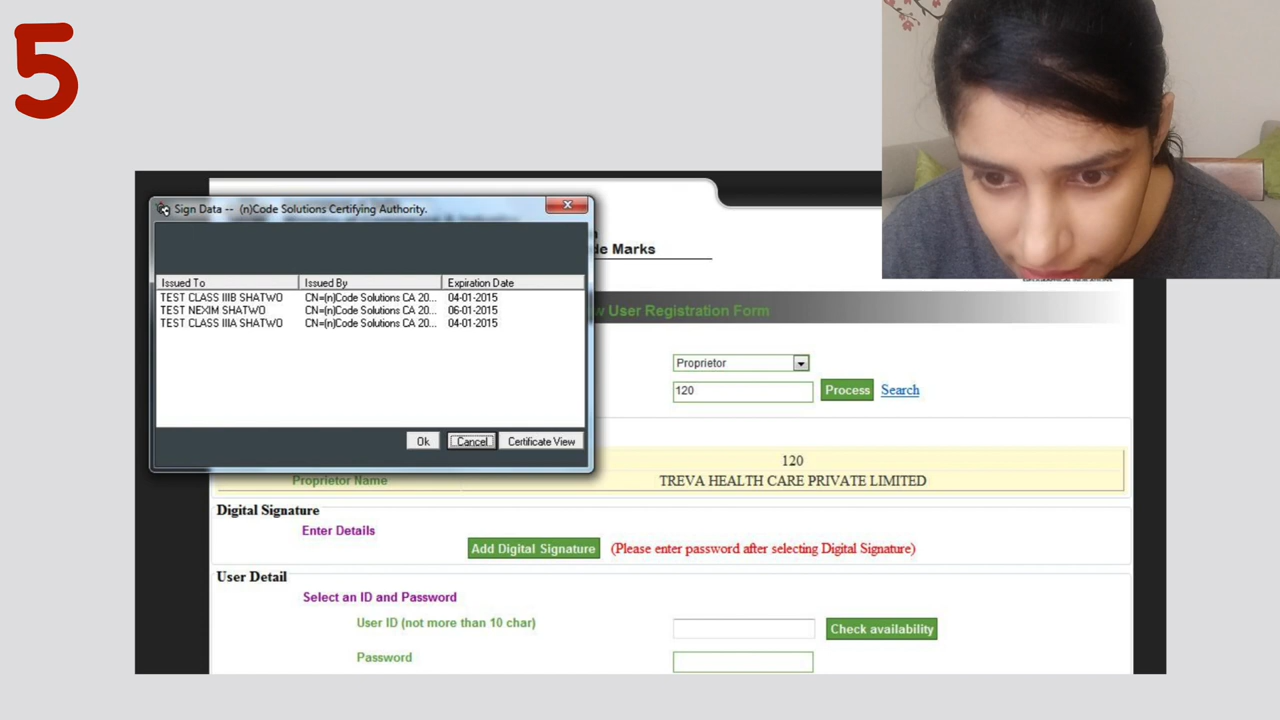 5
Sign Data -- (n)Code Solutions Certifying Authority.
de Marks
Issued To Issued By Expiration Date
TEST CLASS IIIB SHATWO CN=(n)Code Solutions CA 20... 04-01-2015
TEST NEXIM SHATWO CN=(n)Code Solutions CA 20... 06-01-2015
TEST CLASS IIIA SHATWO CN=(n)Code Solutions CA 20... 04-01-2015
User Registration Form
Proprietor
120 Process Search
Ok Cancel Certificate View
120
Proprietor Name TREVA HEALTH CARE PRIVATE LIMITED
Digital Signature
Enter Details
Add Digital Signature (Please enter password after selecting Digital Signature)
User Detail
Select an ID and Password
User ID (not more than 10 char) Check availability
Password